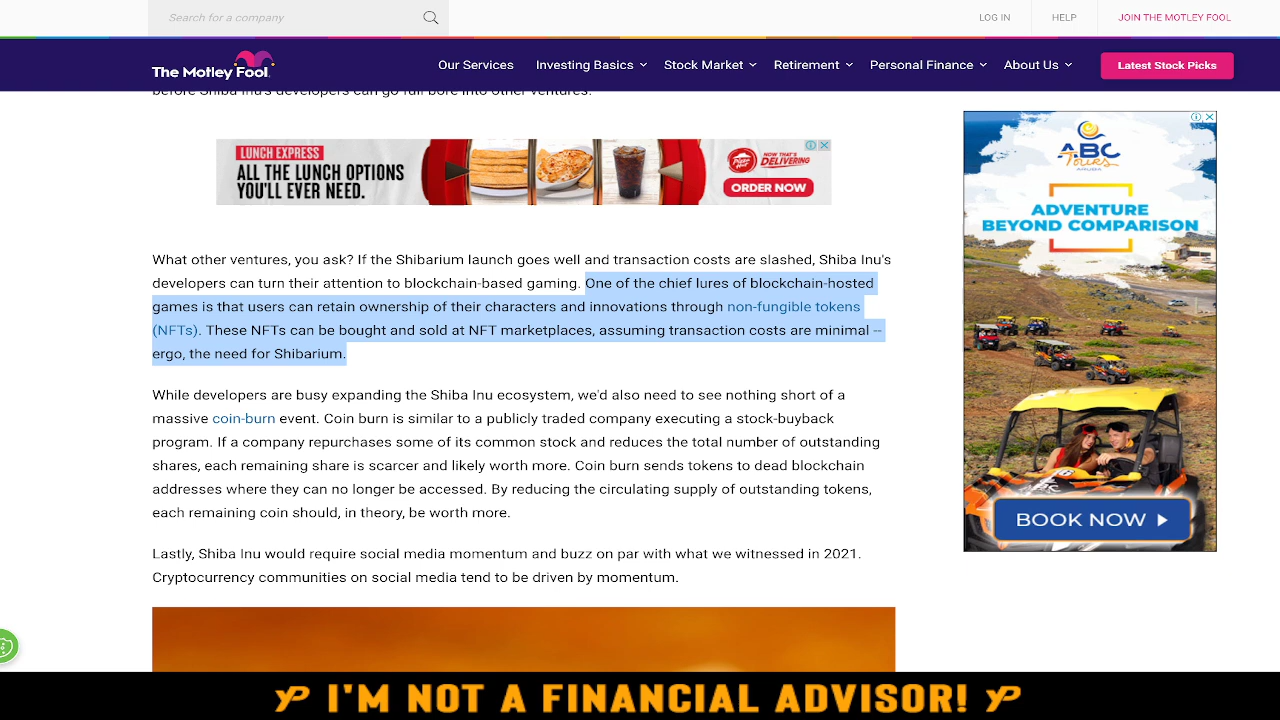 Search for a company
LOG IN
HELP
JOIN THE MOTLEY FOOL
The Motley Fool.
Our Services
Investing Basics
Stock Market
Retirement
Personal Finance
About Us
Latest Stock Picks
before Shiba Inu's developers can go full bore into other ventures.
LUNCH EXPRESS
ALL THE LUNCH OPTIONS
YOU'LL EVER NEED.
Pizza Hut
NOW THAT'S
DELIVERING
ORDER NOW
What other ventures, you ask? If the Shibarium launch goes well and transaction costs are slashed, Shiba Inu's
developers can turn their attention to blockchain-based gaming. One of the chief lures of blockchain-hosted
games is that users can retain ownership of their characters and innovations through non-fungible tokens
(NFTs). These NFTs can be bought and sold at NFT marketplaces, assuming transaction costs are minimal --
ergo, the need for Shibarium.
While developers are busy expanding the Shiba Inu ecosystem, we'd also need to see nothing short of a
massive coin-burn event. Coin burn is similar to a publicly traded company executing a stock-buyback
program. If a company repurchases some of its common stock and reduces the total number of outstanding
shares, each remaining share is scarcer and likely worth more. Coin burn sends tokens to dead blockchain
addresses where they can no longer be accessed. By reducing the circulating supply of outstanding tokens,
each remaining coin should, in theory, be worth more.
Lastly, Shiba Inu would require social media momentum and buzz on par with what we witnessed in 2021.
Cryptocurrency communities on social media tend to be driven by momentum.
ABC
Tours
ARUBA
ADVENTURE
BEYOND COMPARISON
BOOK NOW
I'M NOT A FINANCIAL ADVISOR!